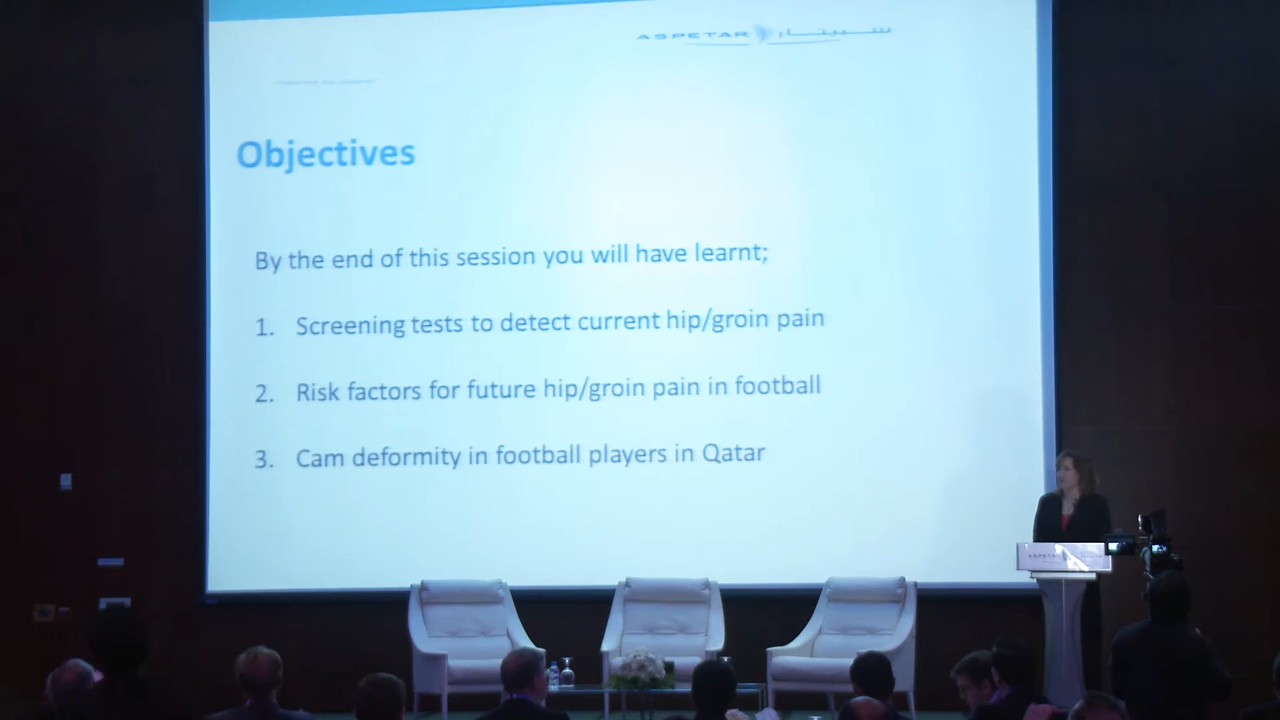 ASPETAR سبيتار
Objectives
By the end of this session you will have learnt;
1. Screening tests to detect current hip/groin pain
2. Risk factors for future hip/groin pain in football
3. Cam deformity in football players in Qatar
ASPETAR